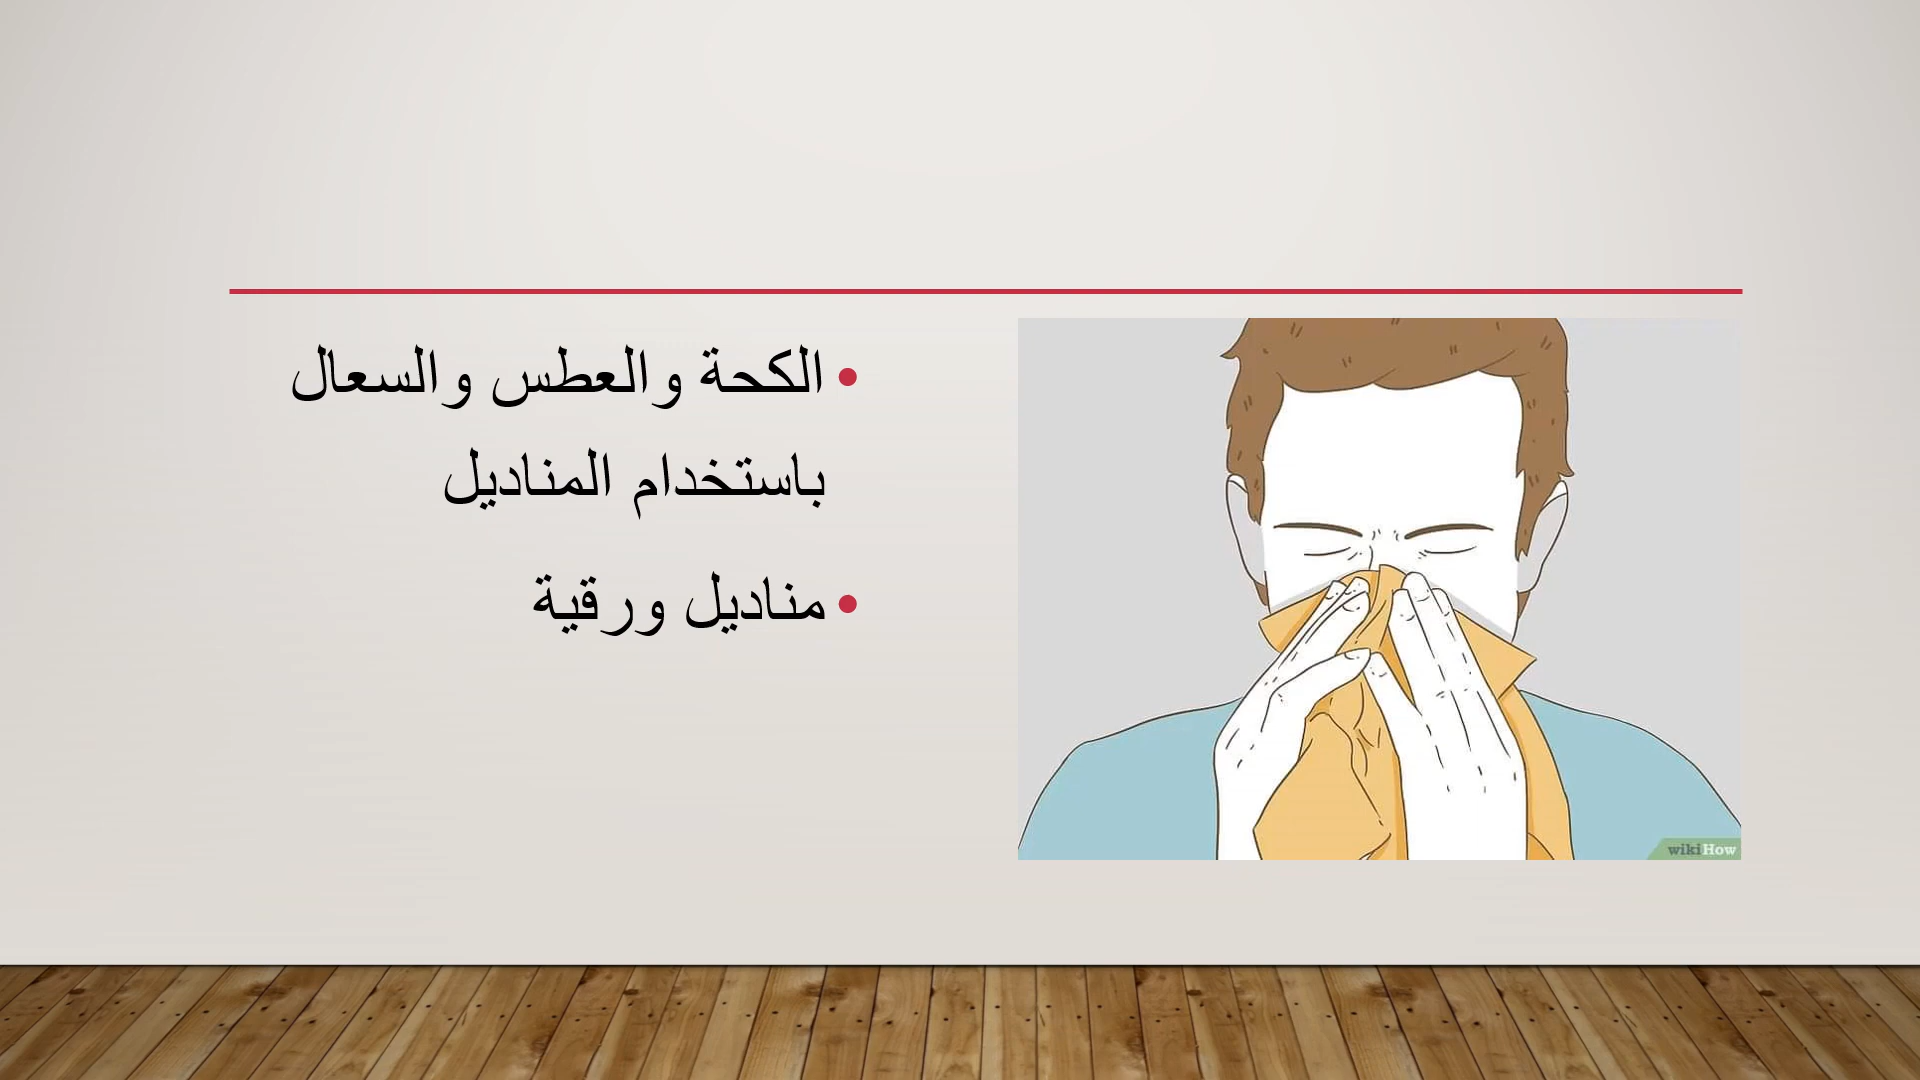 • الكحة والعطس والسعال
باستخدام المناديل
• مناديل ورقية
wikiHow